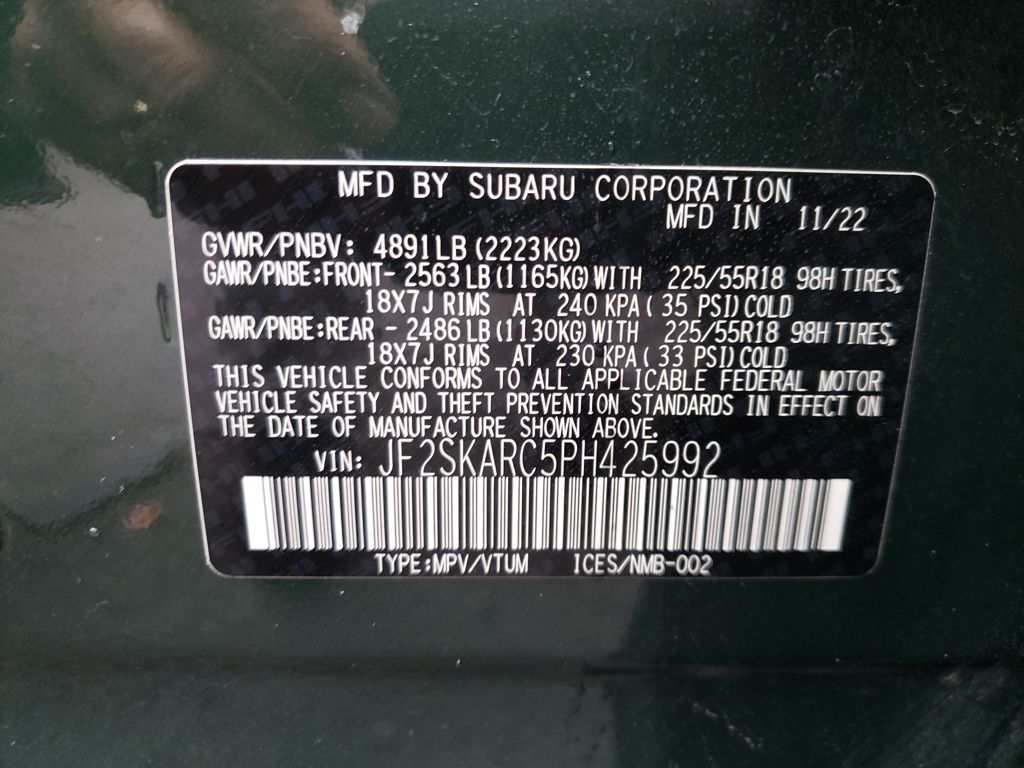 MFD BY SUBARU CORPORATION
MFD IN 11/22
GVWR/PNBV: 4891LB (2223KG)
GAWR/PNBE:FRONT- 2563LB (1165KG)WITH 225/55R18 98H TIRES,
18X7J RIMS AT 240 KPA( 35 PSI)COLD
GAWR/PNBE:REAR - 2486LB (1130KG)WITH 225/55R18 98H TIRES,
18X7J RIMS AT 230 KPA( 33 PSI)COLD
THIS VEHICLE CONFORMS TO ALL APPLICABLE FEDERAL MOTOR
VEHICLE SAFETY AND THEFT PREVENTION STANDARDS IN EFFECT ON
THE DATE OF MANUFACTURE SHOWN ABOVE.
VIN: JF2SKARC5PH425992
TYPE:MPV/VTUM ICES/NMB-002